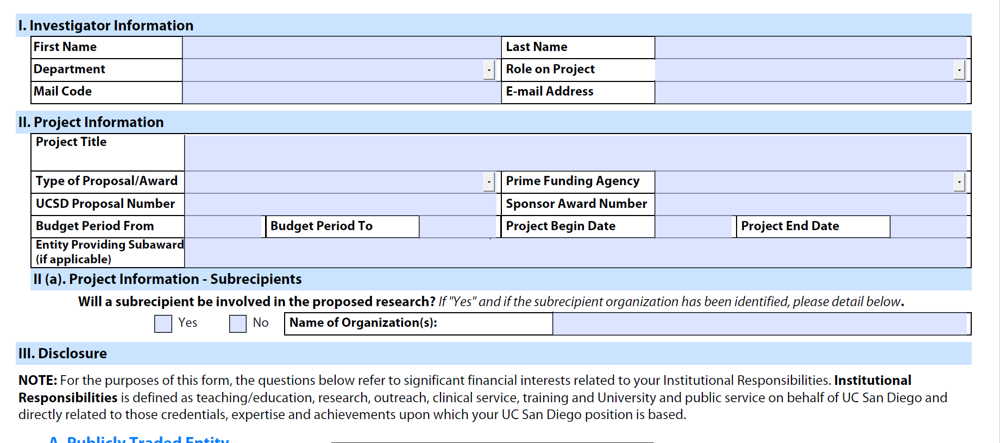 I. Investigator Information
First Name Last Name
Department Role on Project
Mail Code E-mail Address
II. Project Information
Project Title
Type of Proposal/Award Prime Funding Agency
UCSD Proposal Number Sponsor Award Number
Budget Period From Budget Period To Project Begin Date Project End Date
Entity Providing Subaward
(if applicable)
II (a). Project Information - Subrecipients
Will a subrecipient be involved in the proposed research? If "Yes" and if the subrecipient organization has been identified, please detail below.
Yes No Name of Organization(s):
III. Disclosure
NOTE: For the purposes of this form, the questions below refer to significant financial interests related to your Institutional Responsibilities. Institutional
Responsibilities is defined as teaching/education, research, outreach, clinical service, training and University and public service on behalf of UC San Diego and
directly related to those credentials, expertise and achievements upon which your UC San Diego position is based.
A. Publicly Traded Entity